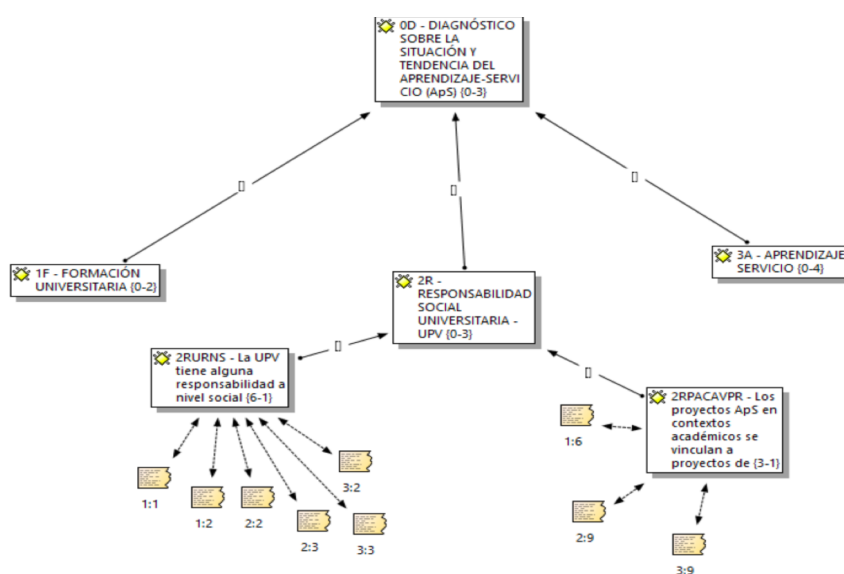 0D - DIAGNÓSTICO
SOBRE LA
SITUACIÓN Y
TENDENCIA DEL
APRENDIZAJE-SERVI
CIO (ApS) {0-3}
1F - FORMACIÓN
UNIVERSITARIA {0-2}
2R -
RESPONSABILIDAD
SOCIAL
UNIVERSITARIA -
UPV {0-3}
3A - APRENDIZAJE
SERVICIO {0-4}
2RURNS - La UPV
tiene alguna
responsabilidad a
nivel social {6-1}
2RPACAVPR - Los
proyectos ApS en
contextos
académicos se
vinculan a
proyectos de {3-1}
1:1
1:2
2:2
2:3
3:3
3:2
1:6
2:9
3:9